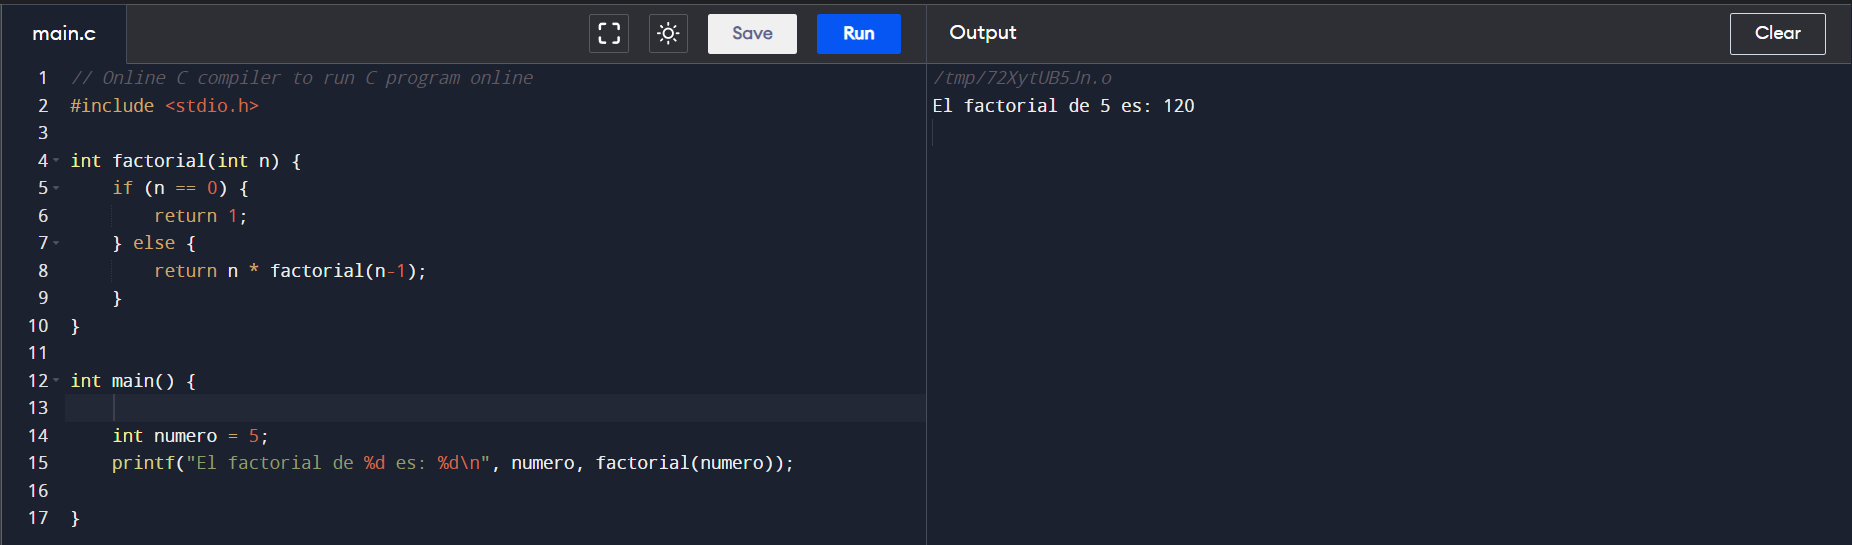 main.c
Save
Run
Output
Clear
1 // Online C compiler to run C program online
2 #include <stdio.h>
3
4 int factorial(int n) {
5     if (n == 0) {
6         return 1;
7     } else {
8         return n * factorial(n-1);
9     }
10 }
11
12 int main() {
13
14     int numero = 5;
15     printf("El factorial de %d es: %d\n", numero, factorial(numero));
16
17 }
/tmp/72XytUB5Jn.o
El factorial de 5 es: 120